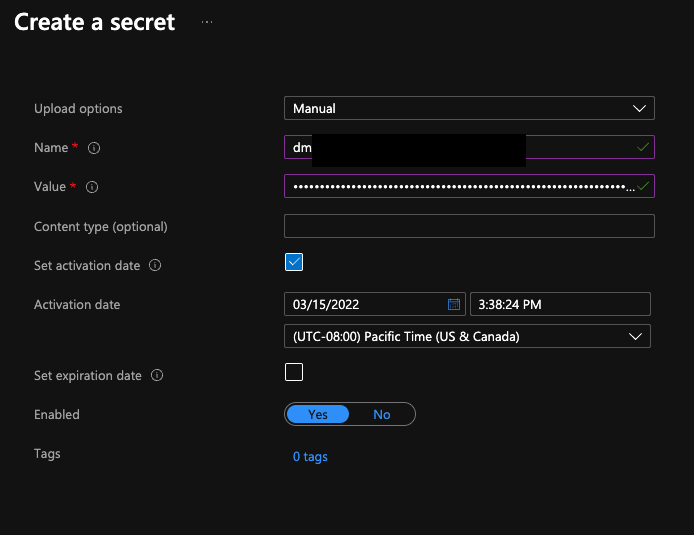 Create a secret ...
Upload options Manual
Name * dm
Value * ••••••••••••••••••••••••••••••••••••••••••••••••••••••••••••••••...
Content type (optional)
Set activation date
Activation date 03/15/2022 3:38:24 PM
(UTC-08:00) Pacific Time (US & Canada)
Set expiration date
Enabled Yes No
Tags 0 tags